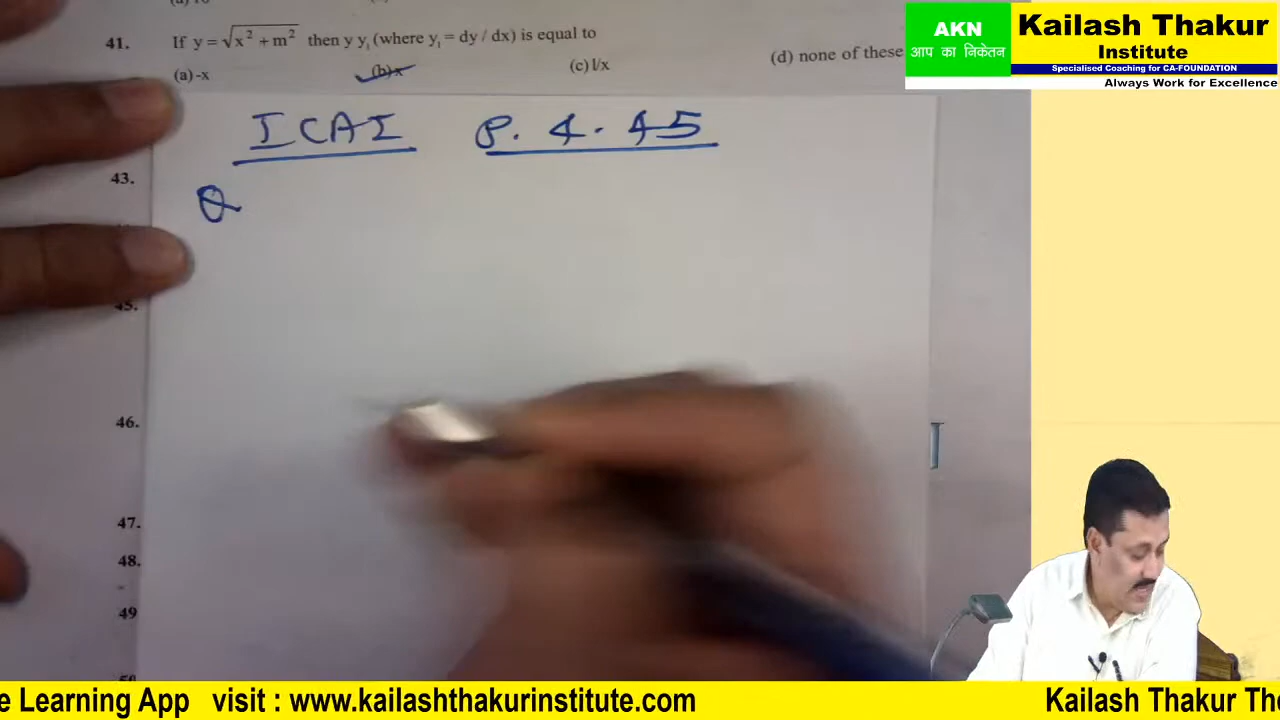 41. If y = √x² + m² then y y₁ (where y₁ = dy / dx) is equal to
(a) -x (b) x (c) l/x (d) none of these
ICAI P. 4.45
43.
Q
46.
47.
48.
49
AKN
आप का निकेतन
Kailash Thakur
Institute
Specialised Coaching for CA-FOUNDATION
Always Work for Excellence
e Learning App visit : www.kailashthakurinstitute.com Kailash Thakur The